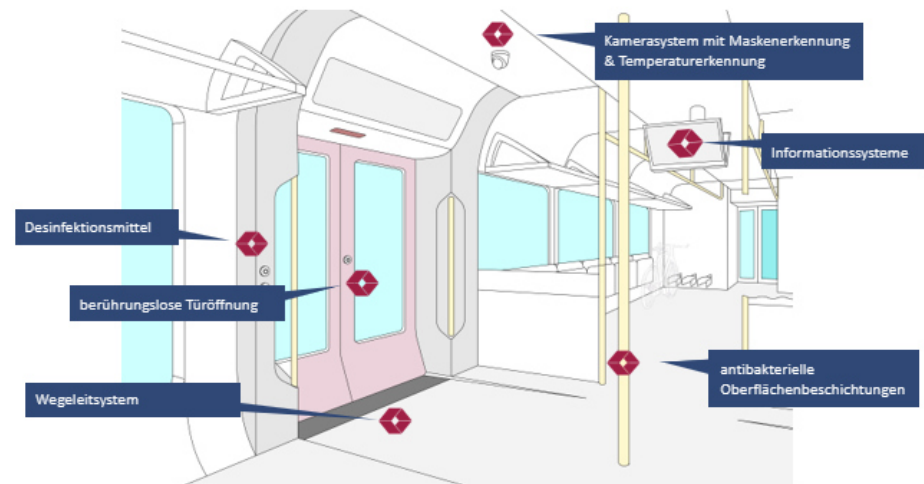 Kamerasystem mit Maskenerkennung
& Temperaturerkennung
Informationssysteme
Desinfektionsmittel
berührungslose Türöffnung
antibakterielle
Oberflächenbeschichtungen
Wegeleitsystem